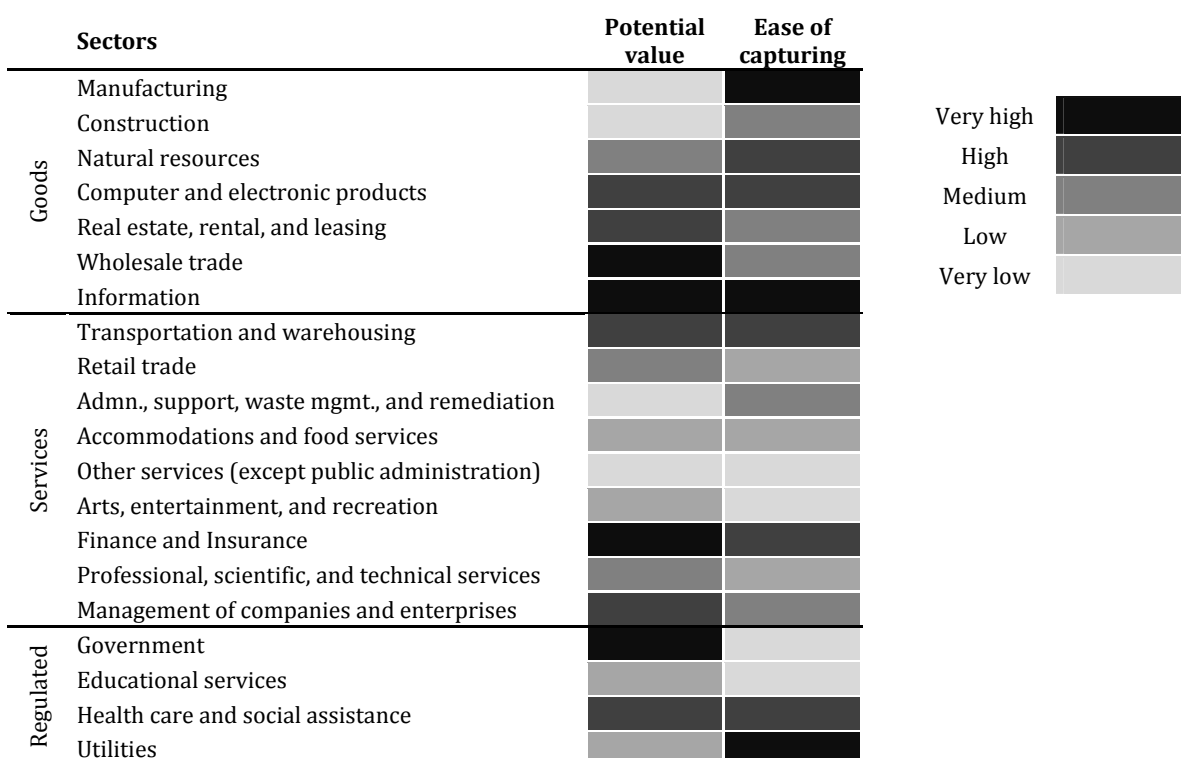 Sectors
Potential value
Ease of capturing
Goods
Manufacturing
Construction
Natural resources
Computer and electronic products
Real estate, rental, and leasing
Wholesale trade
Information
Services
Transportation and warehousing
Retail trade
Admn., support, waste mgmt., and remediation
Accommodations and food services
Other services (except public administration)
Arts, entertainment, and recreation
Finance and Insurance
Professional, scientific, and technical services
Management of companies and enterprises
Regulated
Government
Educational services
Health care and social assistance
Utilities
Very high
High
Medium
Low
Very low